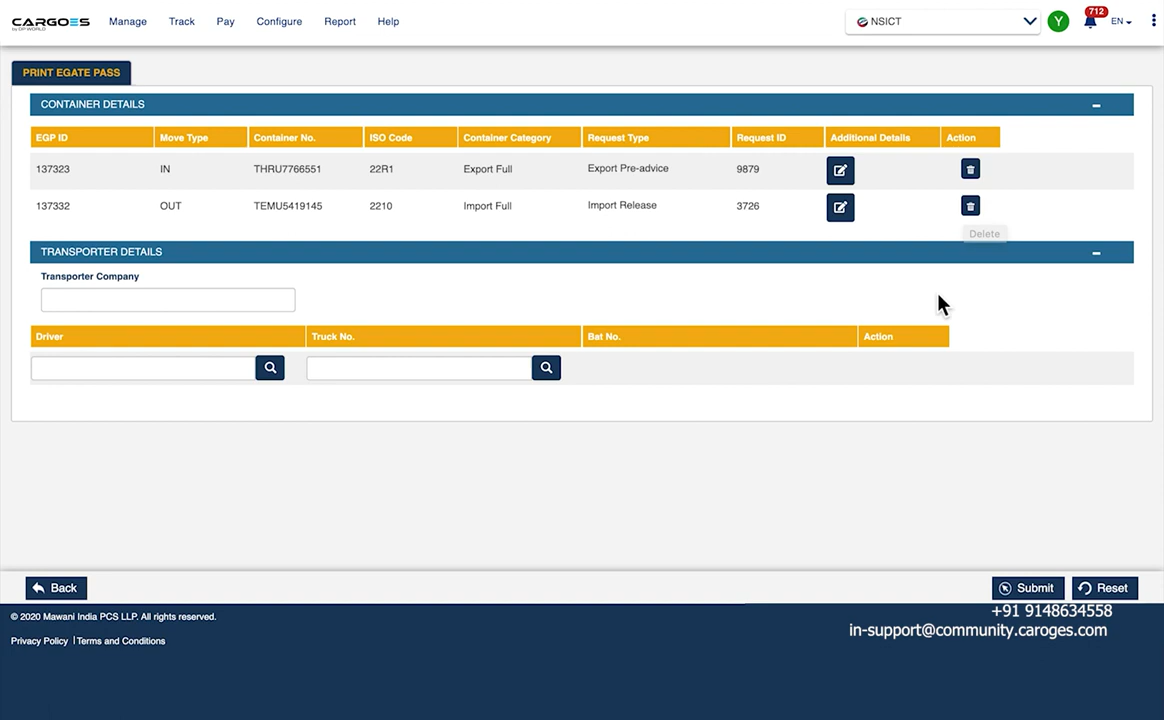 CARGOES Manage Track Pay Configure Report Help NSICT Y 712 EN
by DP WORLD
PRINT EGATE PASS
CONTAINER DETAILS
EGP ID Move Type Container No. ISO Code Container Category Request Type Request ID Additional Details Action
137323 IN THRU7766551 22R1 Export Full Export Pre-advice 9879
137332 OUT TEMU5419145 2210 Import Full Import Release 3726
Delete
TRANSPORTER DETAILS
Transporter Company
Driver Truck No. Bat No. Action
Back Submit Reset
© 2020 Mawani India PCS LLP. All rights reserved.
+91 9148634558
in-support@community.caroges.com
Privacy Policy | Terms and Conditions